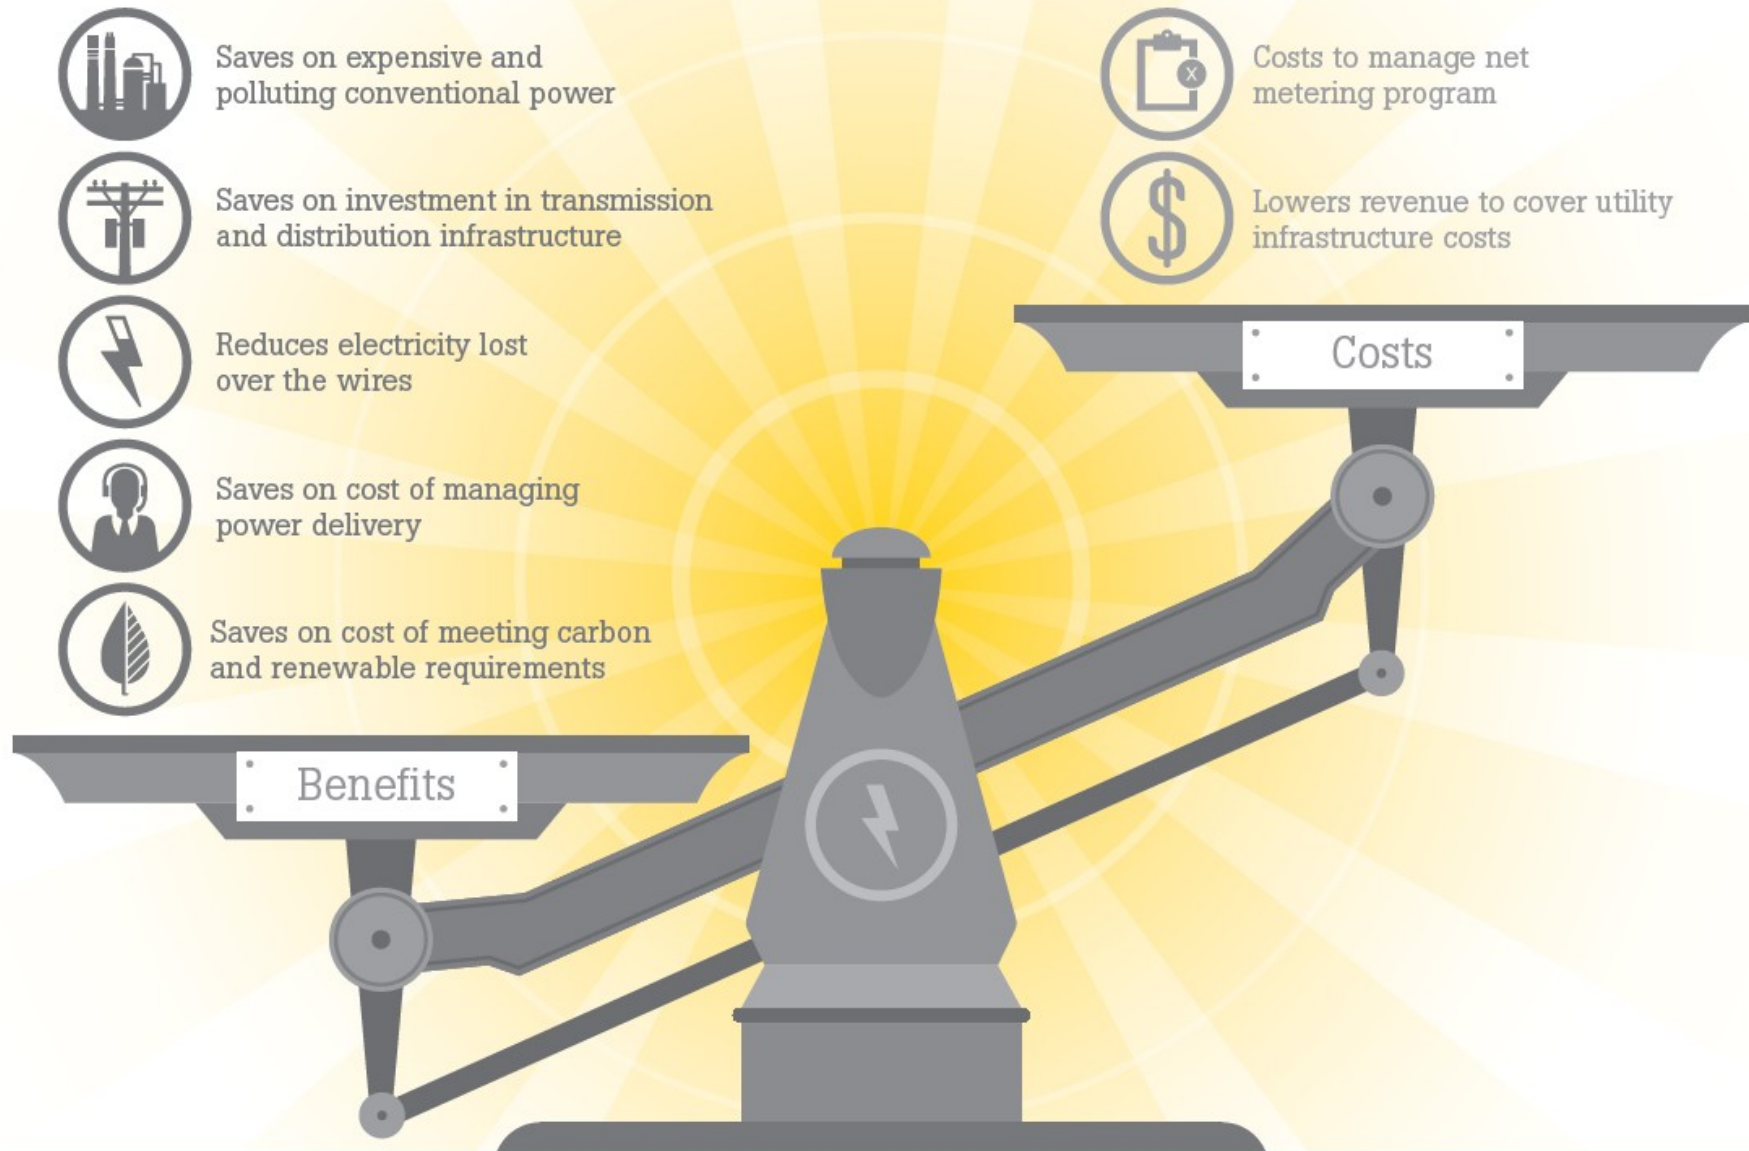 Saves on expensive and
polluting conventional power
Saves on investment in transmission
and distribution infrastructure
Reduces electricity lost
over the wires
Saves on cost of managing
power delivery
Saves on cost of meeting carbon
and renewable requirements
Benefits
Costs to manage net
metering program
X
$
Lowers revenue to cover utility
infrastructure costs
Costs